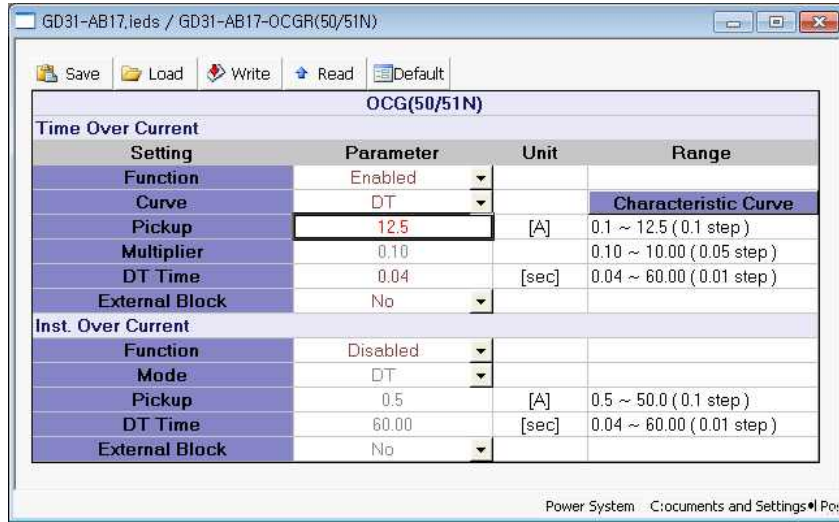 GD31-AB17.ieds / GD31-AB17-OCGR(50/51N)
Save Load Write Read Default
OCG(50/51N)
Time Over Current
Setting Parameter Unit Range
Function Enabled
Curve DT Characteristic Curve
Pickup 12.5 [A] 0.1 ~ 12.5 ( 0.1 step )
Multiplier 0.10 0.10 ~ 10.00 ( 0.05 step )
DT Time 0.04 [sec] 0.04 ~ 60.00 ( 0.01 step )
External Block No
Inst. Over Current
Function Disabled
Mode DT
Pickup 0.5 [A] 0.5 ~ 50.0 ( 0.1 step )
DT Time 60.00 [sec] 0.04 ~ 60.00 ( 0.01 step )
External Block No
Power System C:ocuments and Settings